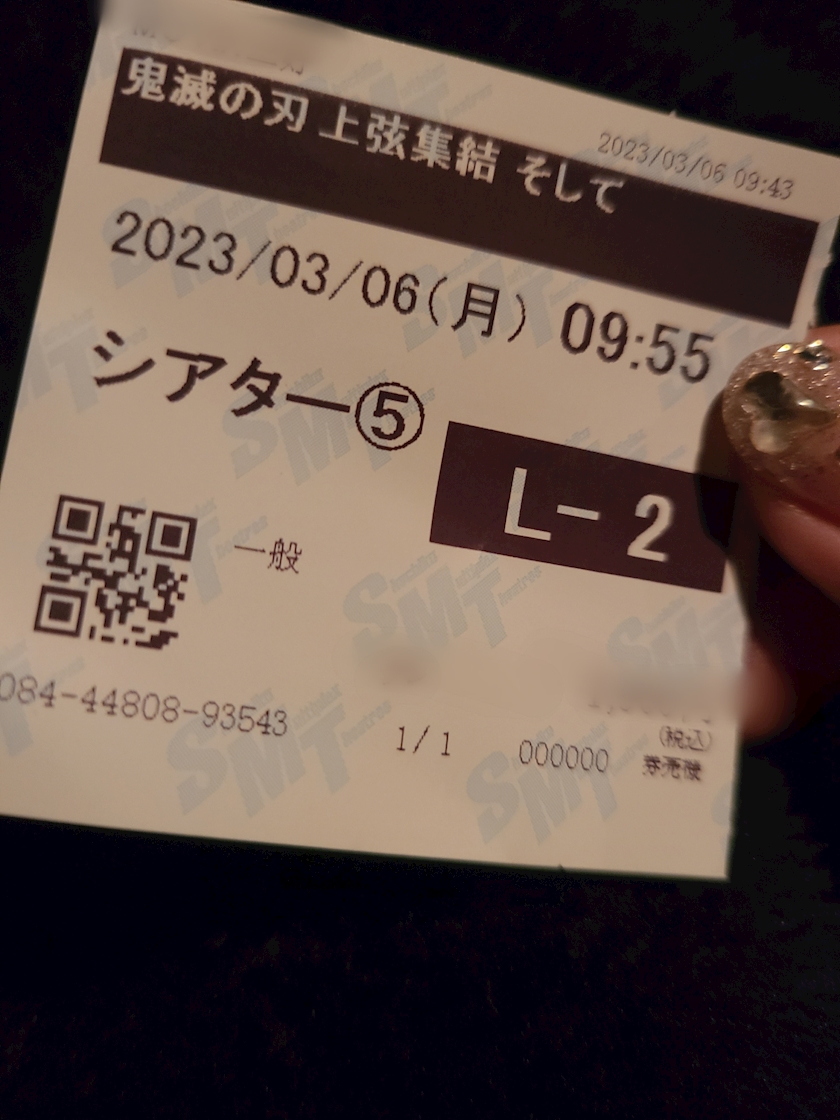 2023/03/06 09:43
鬼滅の刃 上弦集結 そして
2023/03/06(月) 09:55
シアター⑤
L- 2
一般
084-44808-93543
1/1
000000
(税込)
券売機
SMT